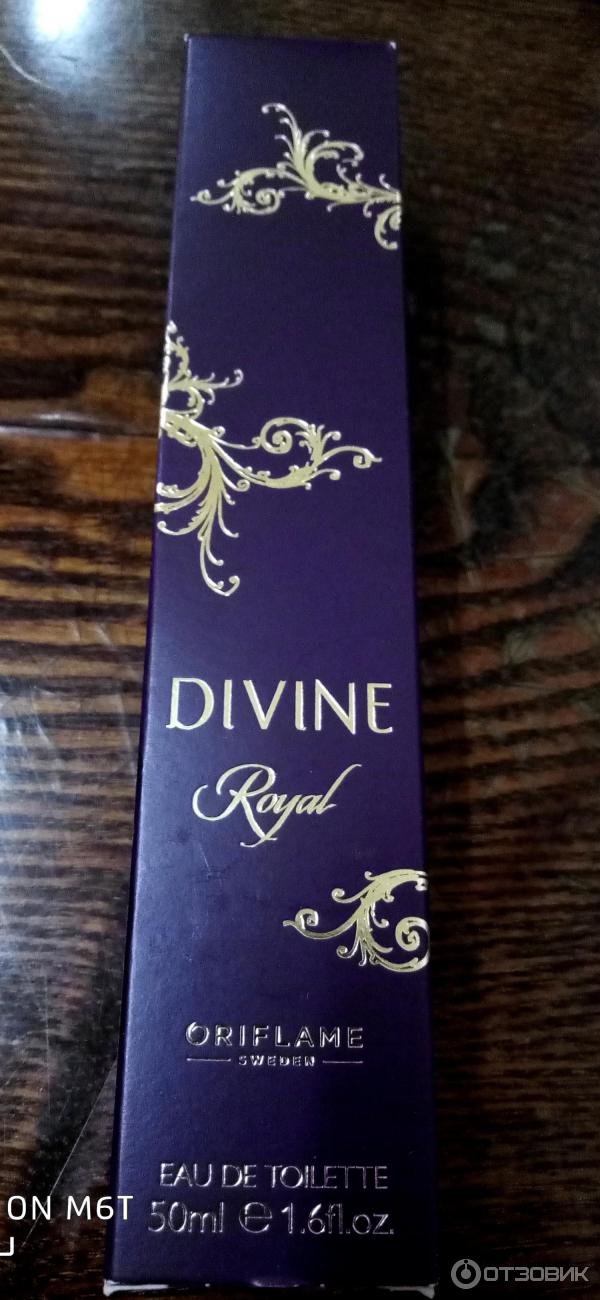 DIVINE
Royal
ORIFLAME
SWEDEN
EAU DE TOILETTE
50ml ℮ 1.6fl.oz.
ON M6T
ОТЗОВИК